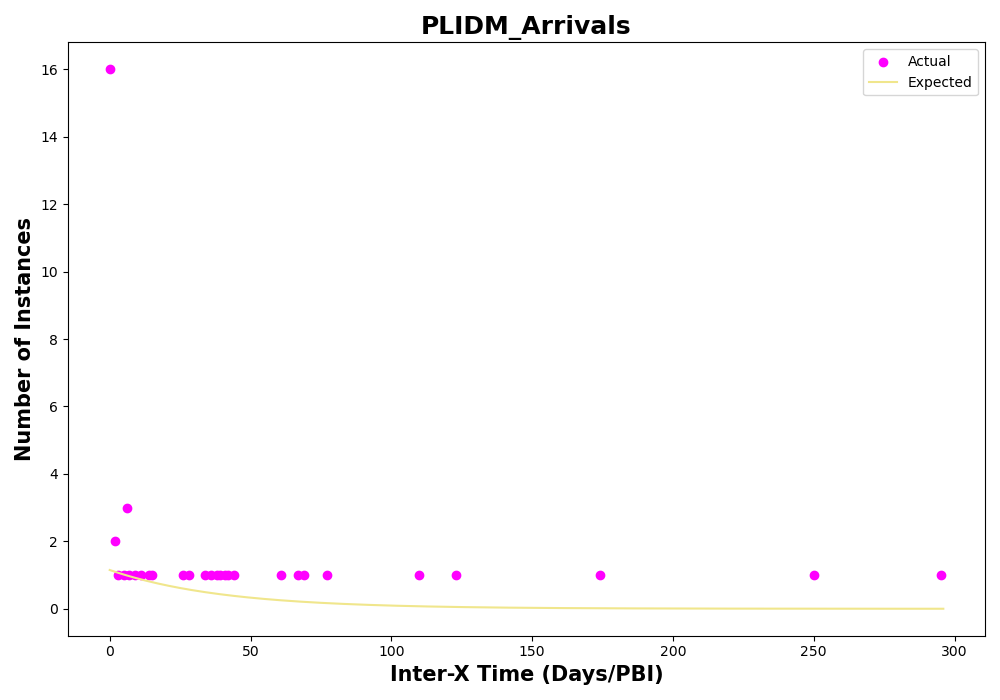 PLIDM_Arrivals
Actual
Expected
Number of Instances
16
14
12
10
8
6
4
2
0
0 50 100 150 200 250 300
Inter-X Time (Days/PBI)